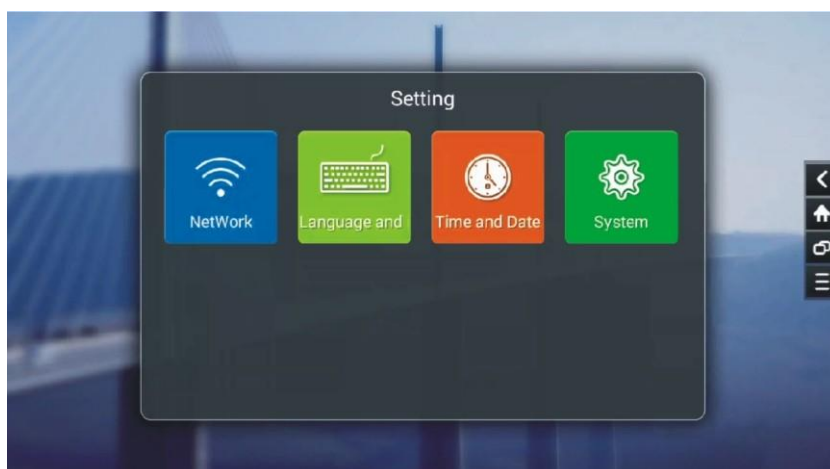 Setting
NetWork
Language and
Time and Date
System